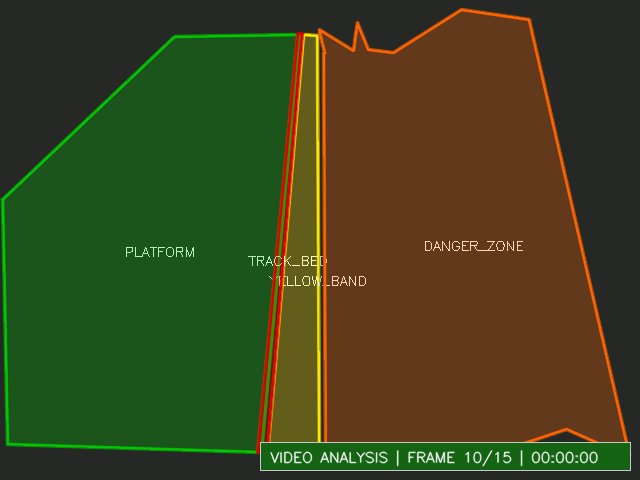 DANGER_ZONE
PLATFORM
TRACK_BED
YELLOW_BAND
VIDEO ANALYSIS | FRAME 10/15 | 00:00:00